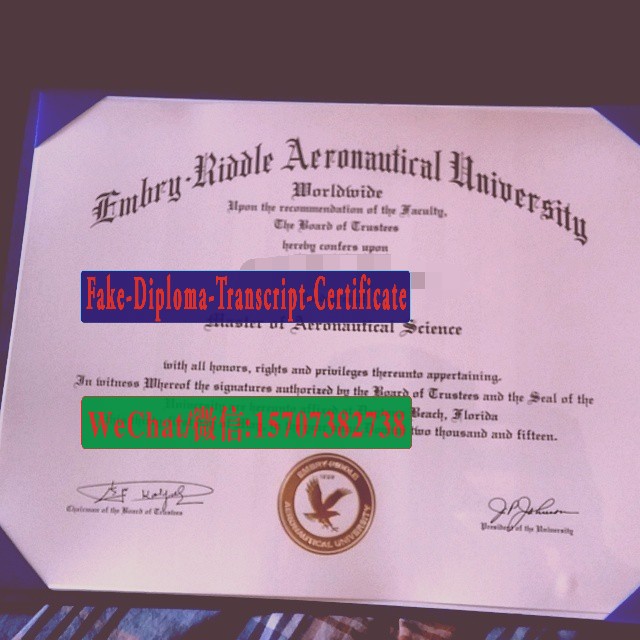 Embry-Riddle Aeronautical University
Worldwide
Upon the recommendation of the Faculty,
The Board of Trustees
hereby confers upon
Fake-Diploma-Transcript-Certificate
Master of Aeronautical Science
with all honors, rights and privileges thereunto appertaining.
In witness Whereof the signatures authorized by the Board of Trustees and the Seal of the
Beach, Florida
WeChat/微信:15707382738
two thousand and fifteen.
Chairman of the Board of Trustees
President of the University
EMBRY-RIDDLE
AERONAUTICAL UNIVERSITY